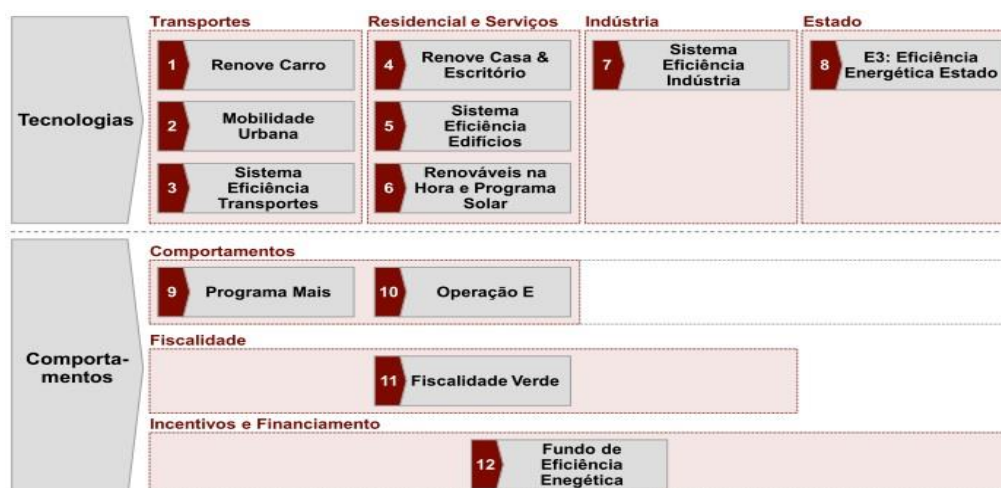 Transportes
Residencial e Serviços
Indústria
Estado
Tecnologias
1
Renove Carro
2
Mobilidade
Urbana
3
Sistema
Eficiência
Transportes
4
Renove Casa &
Escritório
5
Sistema
Eficiência
Edifícios
6
Renováveis na
Hora e Programa
Solar
7
Sistema
Eficiência
Indústria
8
E3: Eficiência
Energética Estado
Comporta-
mentos
Comportamentos
9
Programa Mais
10
Operação E
Fiscalidade
11
Fiscalidade Verde
Incentivos e Financiamento
12
Fundo de
Eficiência
Enegética